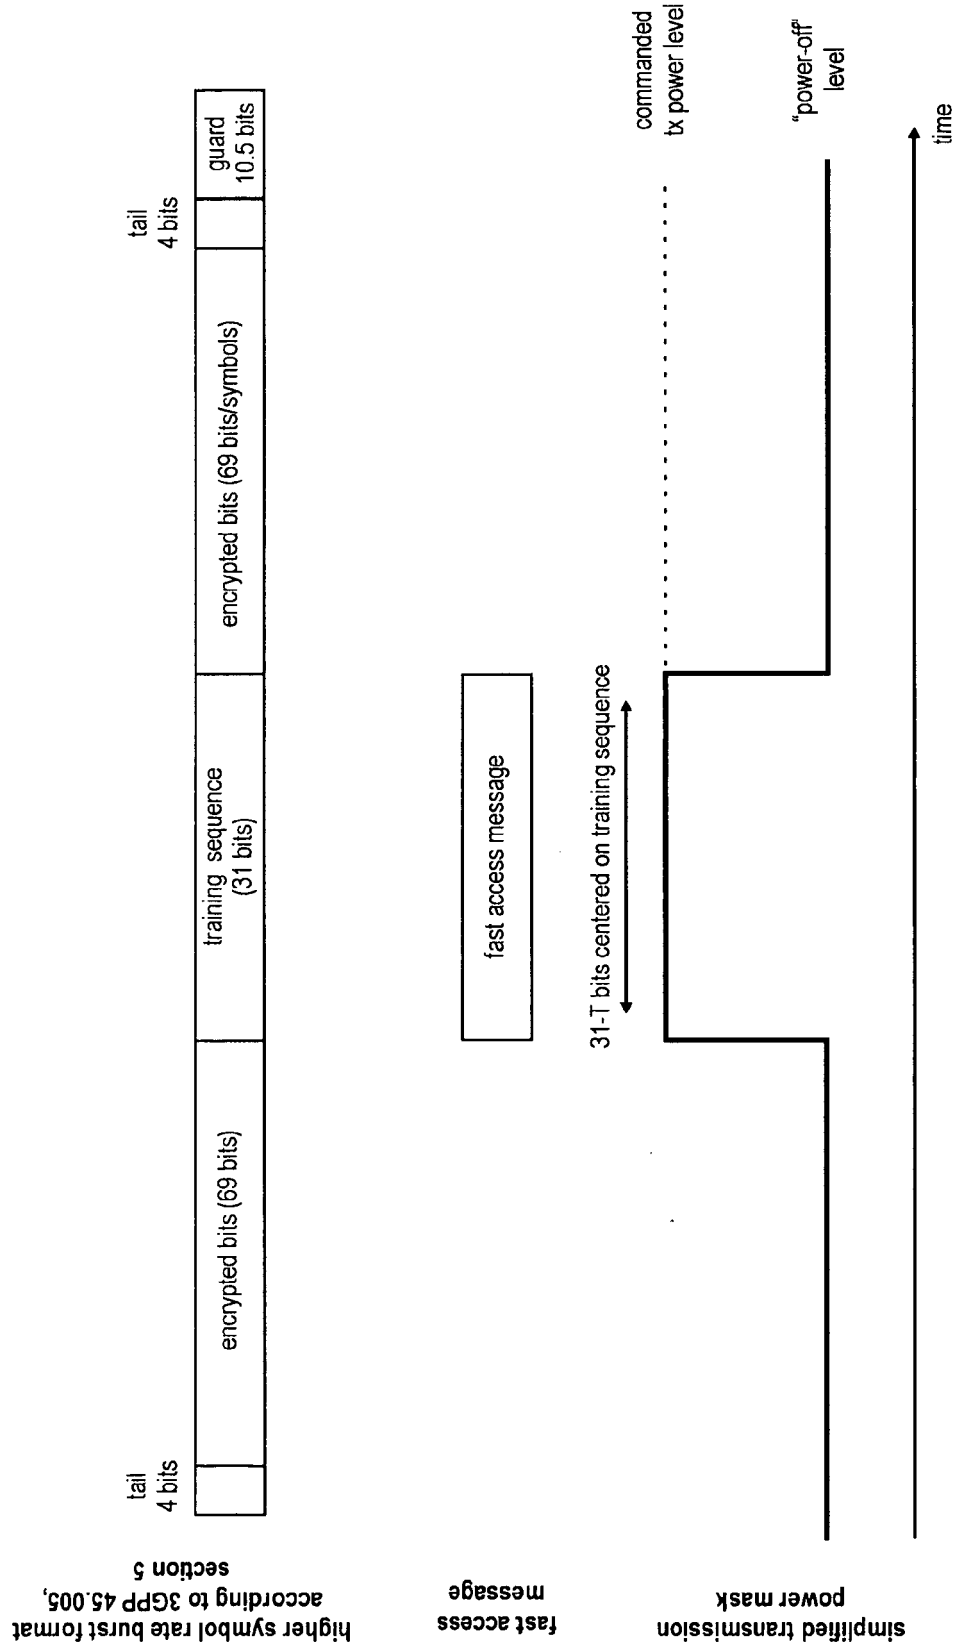 higher symbol rate burst format
according to 3GPP 45.005,
section 5
tail
4 bits
encrypted bits (69 bits)
training sequence
(31 bits)
encrypted bits (69 bits/symbols)
tail
4 bits
guard
10.5 bits
fast access
message
fast access message
simplified transmission
power mask
31-T bits centered on training sequence
commanded
tx power level
"power-off"
level
time